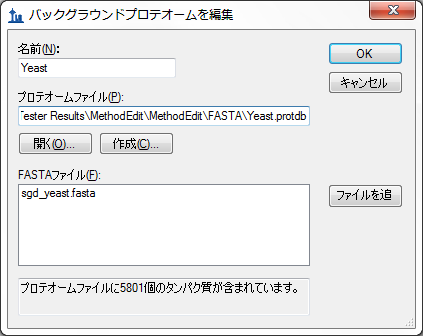 バックグラウンドプロテオームを編集
名前(N):
Yeast
OK
キャンセル
プロテオームファイル(P):
Tester Results\MethodEdit\MethodEdit\FASTA\Yeast.protdb
開く(O)...
作成(C)...
FASTAファイル(F):
sgd_yeast.fasta
ファイルを追
プロテオームファイルに5801個のタンパク質が含まれています。